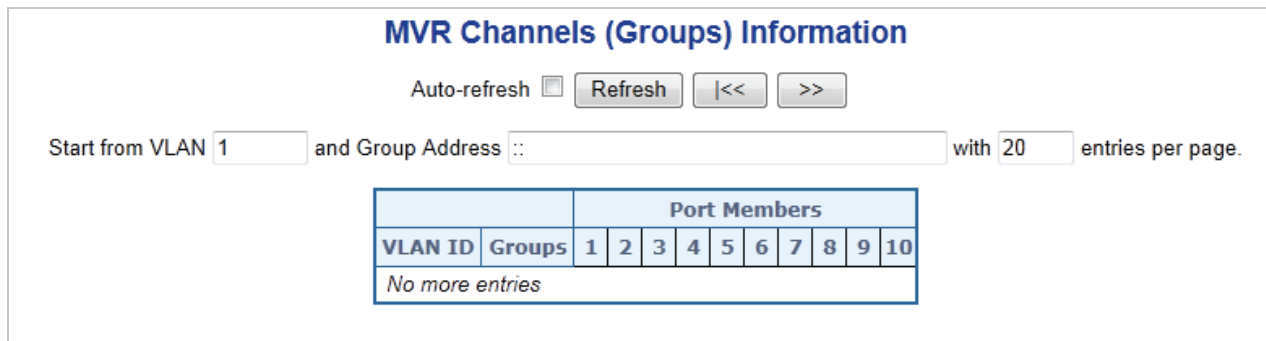 MVR Channels (Groups) Information
Auto-refresh Refresh |<< >>
Start from VLAN 1 and Group Address :: with 20 entries per page.
Port Members
VLAN ID Groups 1 2 3 4 5 6 7 8 9 10
No more entries